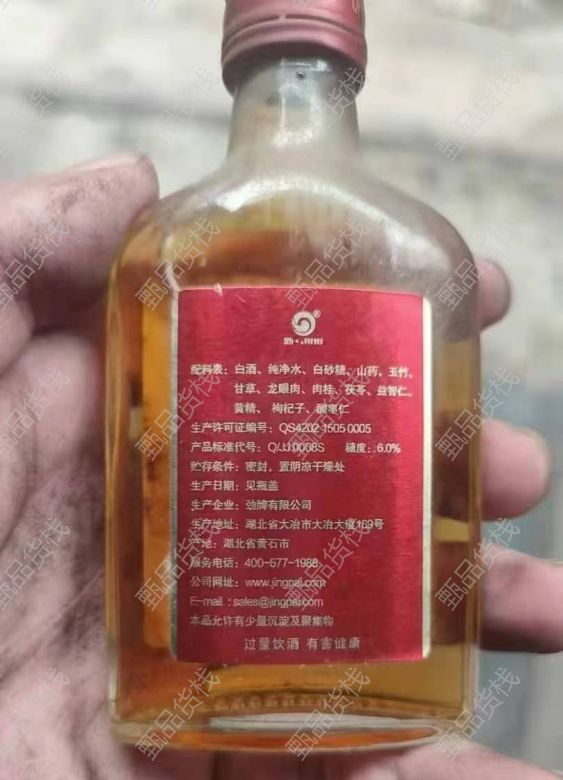 配料表：白酒、纯净水、白砂糖、山药、玉竹、
甘草、龙眼肉、肉桂、茯苓、益智仁、
黄精、枸杞子、酸枣仁
生产许可证编号：QS4202 1505 0005
产品标准代号：Q/JJ 0008S 糖度：6.0%
贮存条件：密封，置阴凉干燥处
生产日期：见瓶盖
生产企业：劲牌有限公司
生产地址：湖北省大冶市大冶大道169号
产地：湖北省黄石市
服务电话：400-677-1988
公司网址：www.jingpai.com
E-mail：sales@jingpai.com
本品允许有少量沉淀及聚集物
过量饮酒 有害健康
甄品货栈